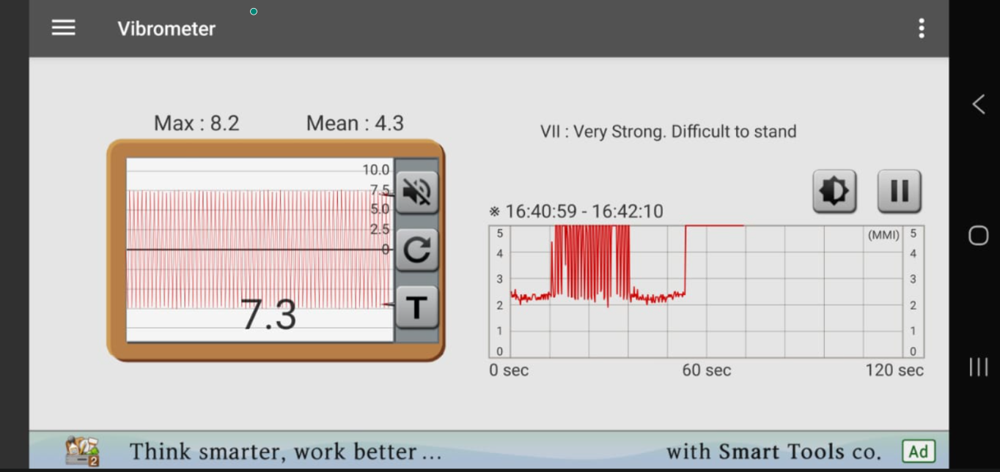 Vibrometer
Max : 8.2 Mean : 4.3
10.0
7.5
5.0
2.5
0
7.3
T
VII : Very Strong. Difficult to stand
※ 16:40:59 - 16:42:10
(MMI)
5 5
4 4
3 3
2 2
1 1
0 0
0 sec 60 sec 120 sec
2
Think smarter, work better ... with Smart Tools co. Ad